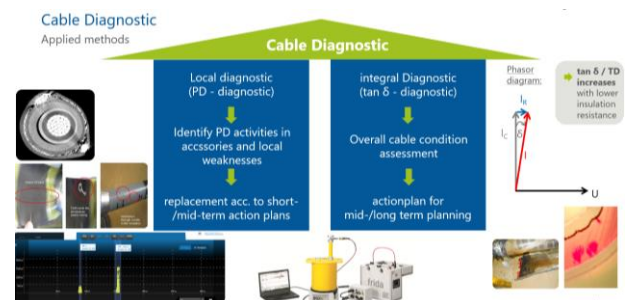 Cable Diagnostic
Applied methods
Cable Diagnostic
Local diagnostic
(PD - diagnostic)
Identify PD activities in
accssories and local
weaknesses
replacement acc. to short-
/mid-term action plans
integral Diagnostic
(tan δ - diagnostic)
Overall cable condition
assessment
actionplan for
mid-/long term planning
Phasor
diagram:
I_R
I_C
δ
I
U
tan δ / TD
increases
with lower
insulation
resistance
frida